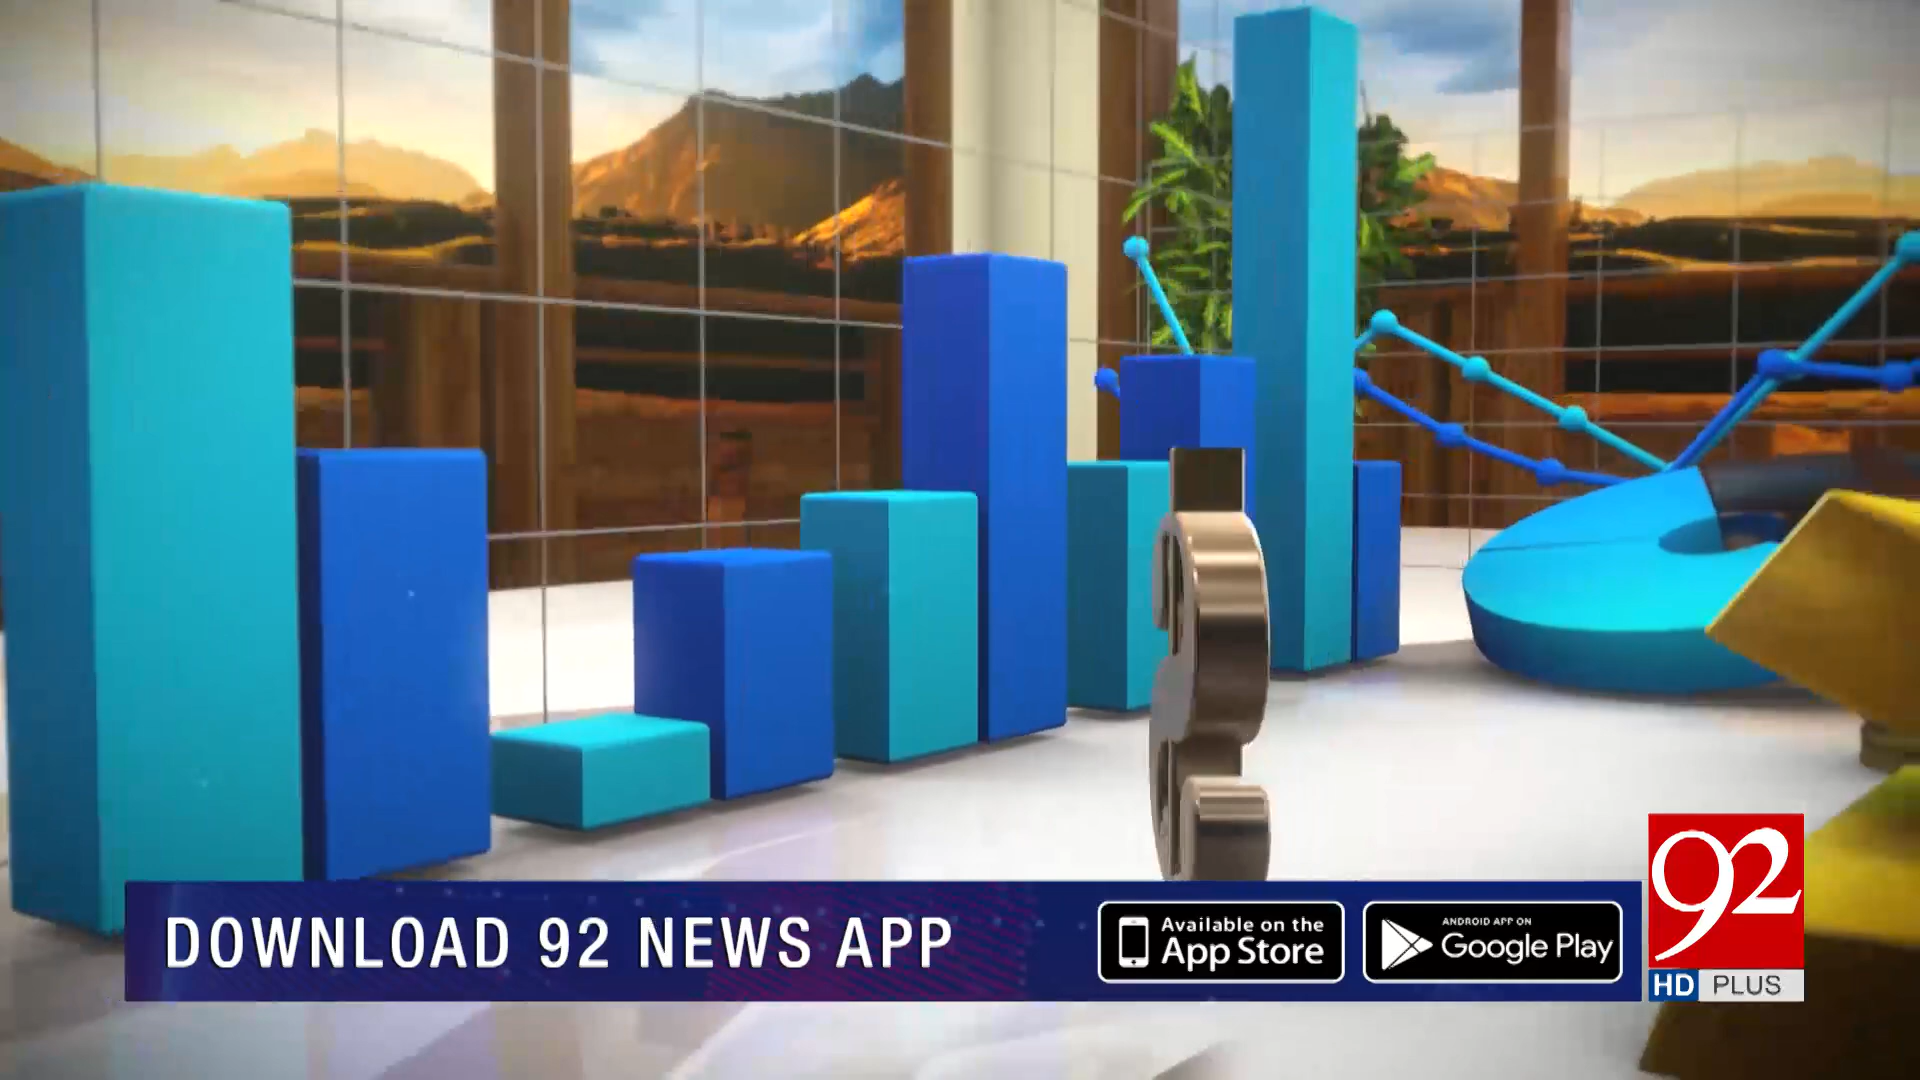 DOWNLOAD 92 NEWS APP
Available on the
App Store
ANDROID APP ON
Google Play
92
HD PLUS